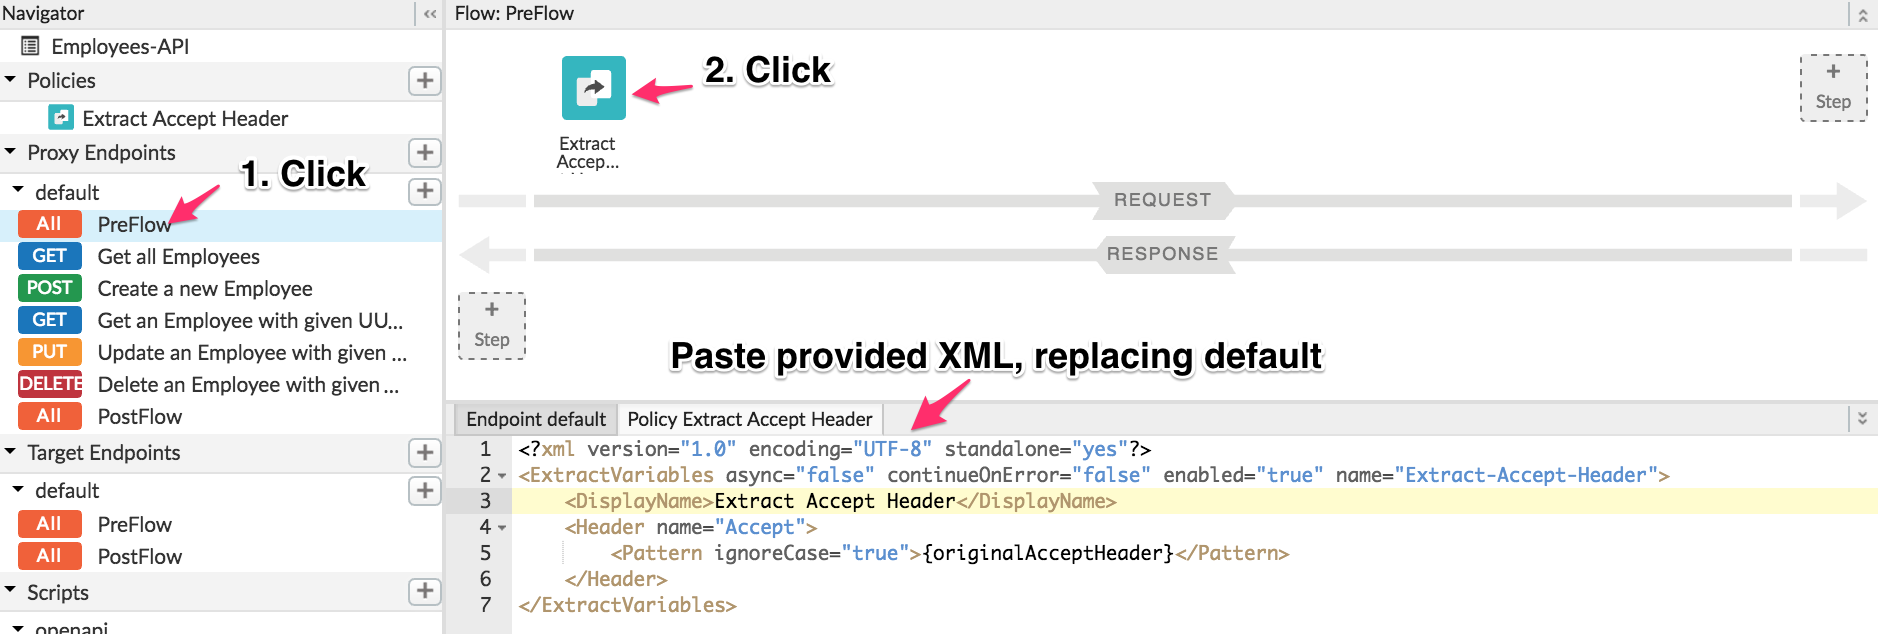 Navigator
«
Employees-API
Policies
+
Extract Accept Header
Proxy Endpoints
+
1. Click
default
+
All PreFlow
GET Get all Employees
POST Create a new Employee
GET Get an Employee with given UU...
PUT Update an Employee with given ...
DELETE Delete an Employee with given ...
All PostFlow
Target Endpoints
+
default
+
All PreFlow
All PostFlow
Scripts
+
openapi
Flow: PreFlow
2. Click
Extract
Accep...
+
Step
REQUEST
RESPONSE
+
Step
Paste provided XML, replacing default
Endpoint default
Policy Extract Accept Header
1 <?xml version="1.0" encoding="UTF-8" standalone="yes"?>
2 <ExtractVariables async="false" continueOnError="false" enabled="true" name="Extract-Accept-Header">
3 <DisplayName>Extract Accept Header</DisplayName>
4 <Header name="Accept">
5 <Pattern ignoreCase="true">{originalAcceptHeader}</Pattern>
6 </Header>
7 </ExtractVariables>